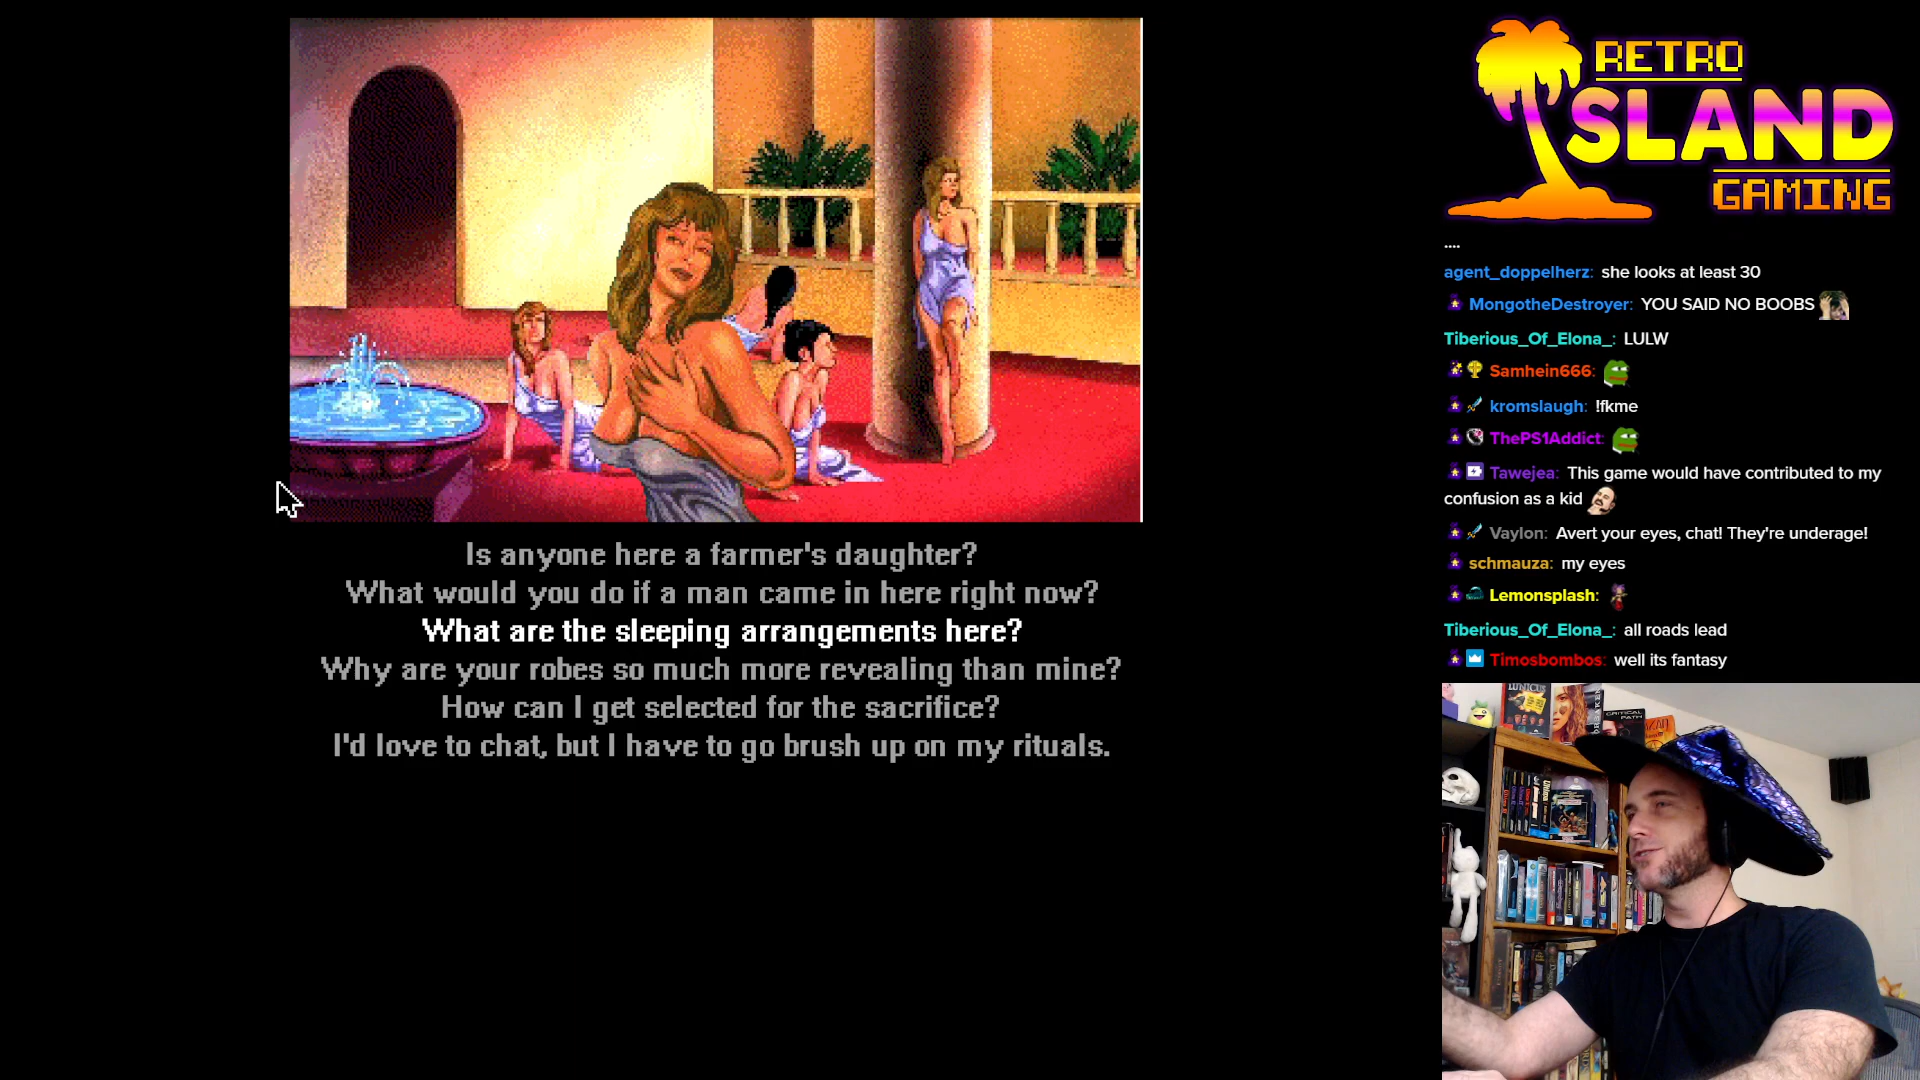 RETRO
ISLAND
GAMING
....
agent_doppelherz: she looks at least 30
MongotheDestroyer: YOU SAID NO BOOBS
Tiberious_Of_Elona_: LULW
Samhein666:
kromslaugh: !fkme
ThePS1Addict:
Tawejea: This game would have contributed to my
confusion as a kid
Vaylon: Avert your eyes, chat! They're underage!
schmauza: my eyes
Lemonsplash:
Tiberious_Of_Elona_: all roads lead
Timosbombos: well its fantasy
Is anyone here a farmer's daughter?
What would you do if a man came in here right now?
What are the sleeping arrangements here?
Why are your robes so much more revealing than mine?
How can I get selected for the sacrifice?
I'd love to chat, but I have to go brush up on my rituals.
LUNICUS
CRITICAL
PATH